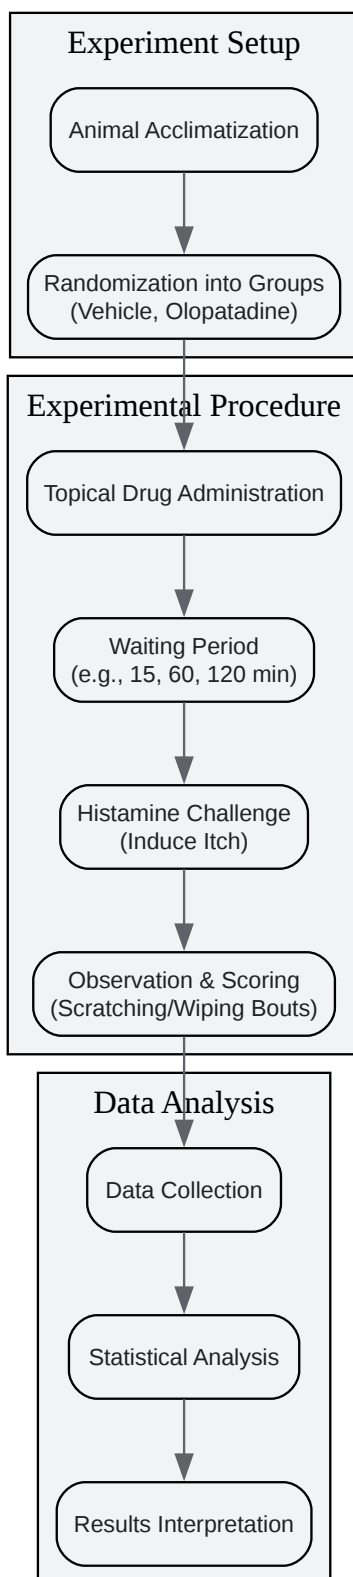 Experiment Setup
Animal Acclimatization
Randomization into Groups
(Vehicle, Olopatadine)
Experimental Procedure
Topical Drug Administration
Waiting Period
(e.g., 15, 60, 120 min)
Histamine Challenge
(Induce Itch)
Observation & Scoring
(Scratching/Wiping Bouts)
Data Analysis
Data Collection
Statistical Analysis
Results Interpretation